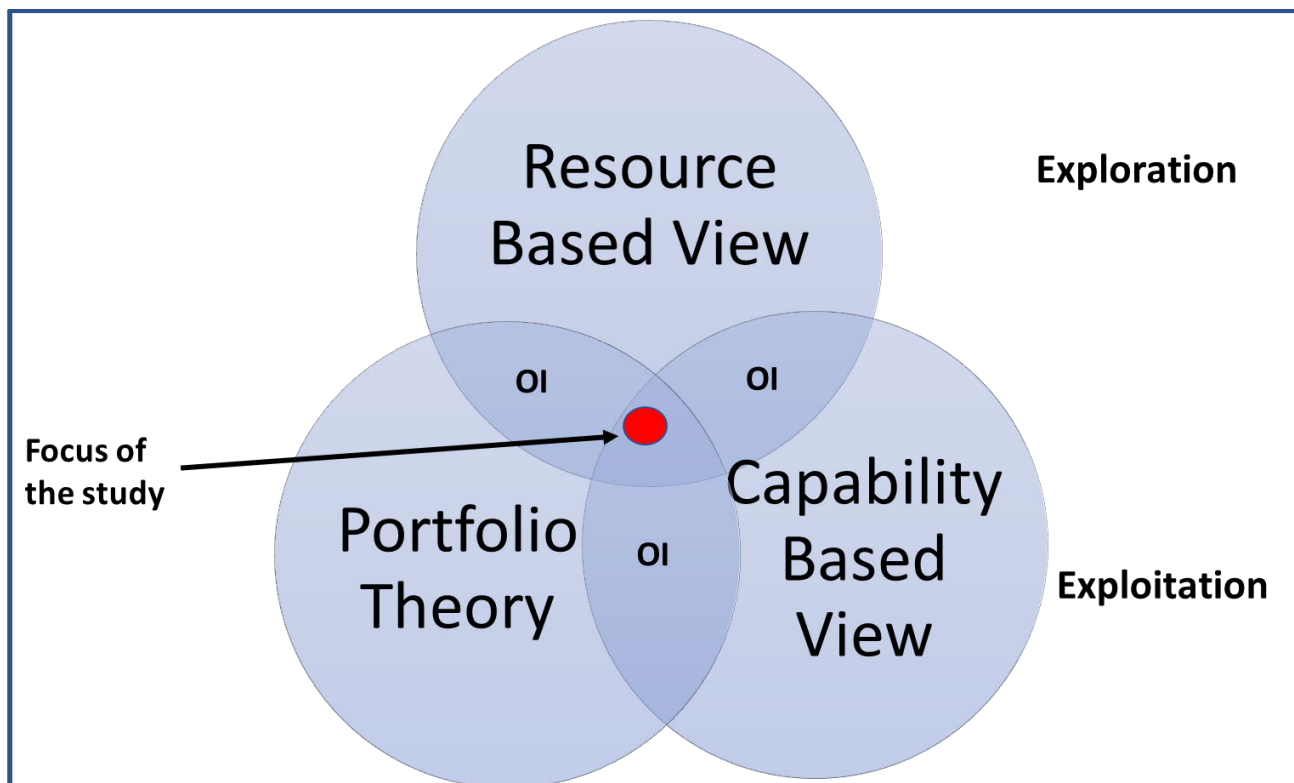 Resource
Based View
Exploration
OI
OI
Focus of
the study
Portfolio
Theory
OI
Capability
Based
View
Exploitation